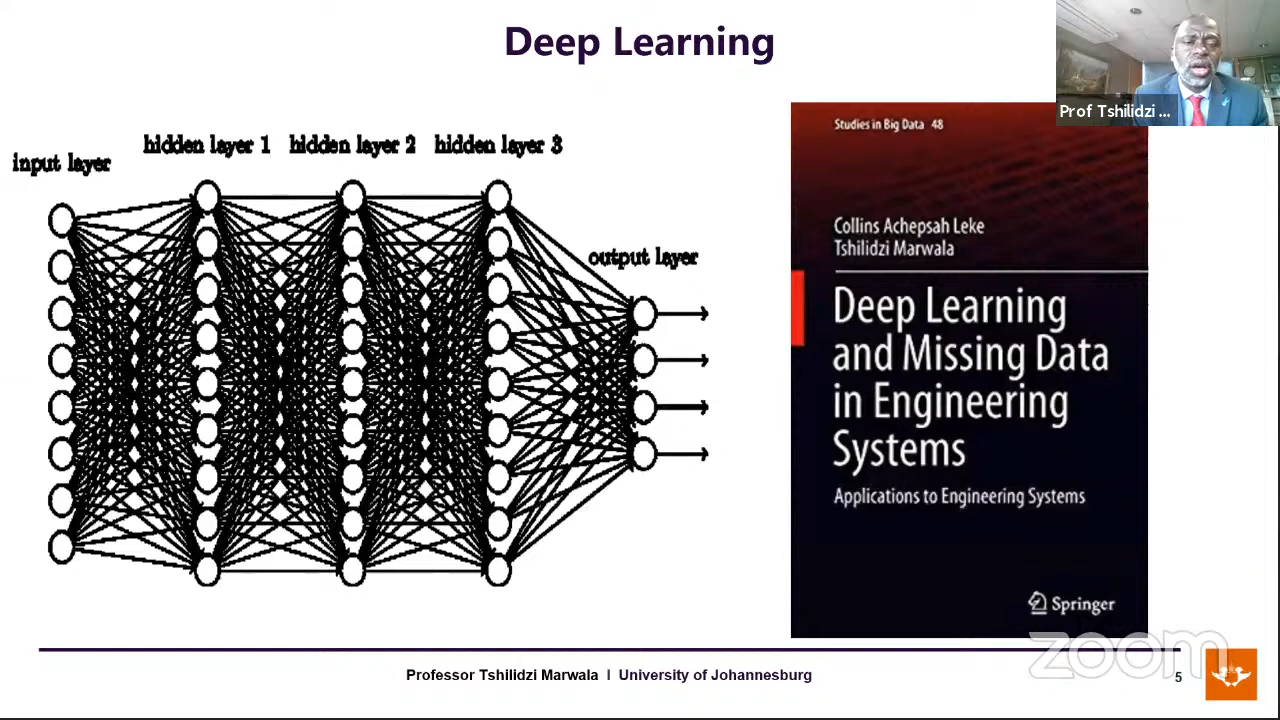 Deep Learning
Prof Tshilidzi ...
input layer
hidden layer 1
hidden layer 2
hidden layer 3
output layer
Studies in Big Data 48
Collins Achepsah Leke
Tshilidzi Marwala
Deep Learning
and Missing Data
in Engineering
Systems
Applications to Engineering Systems
Springer
zoom
Professor Tshilidzi Marwala I University of Johannesburg
5